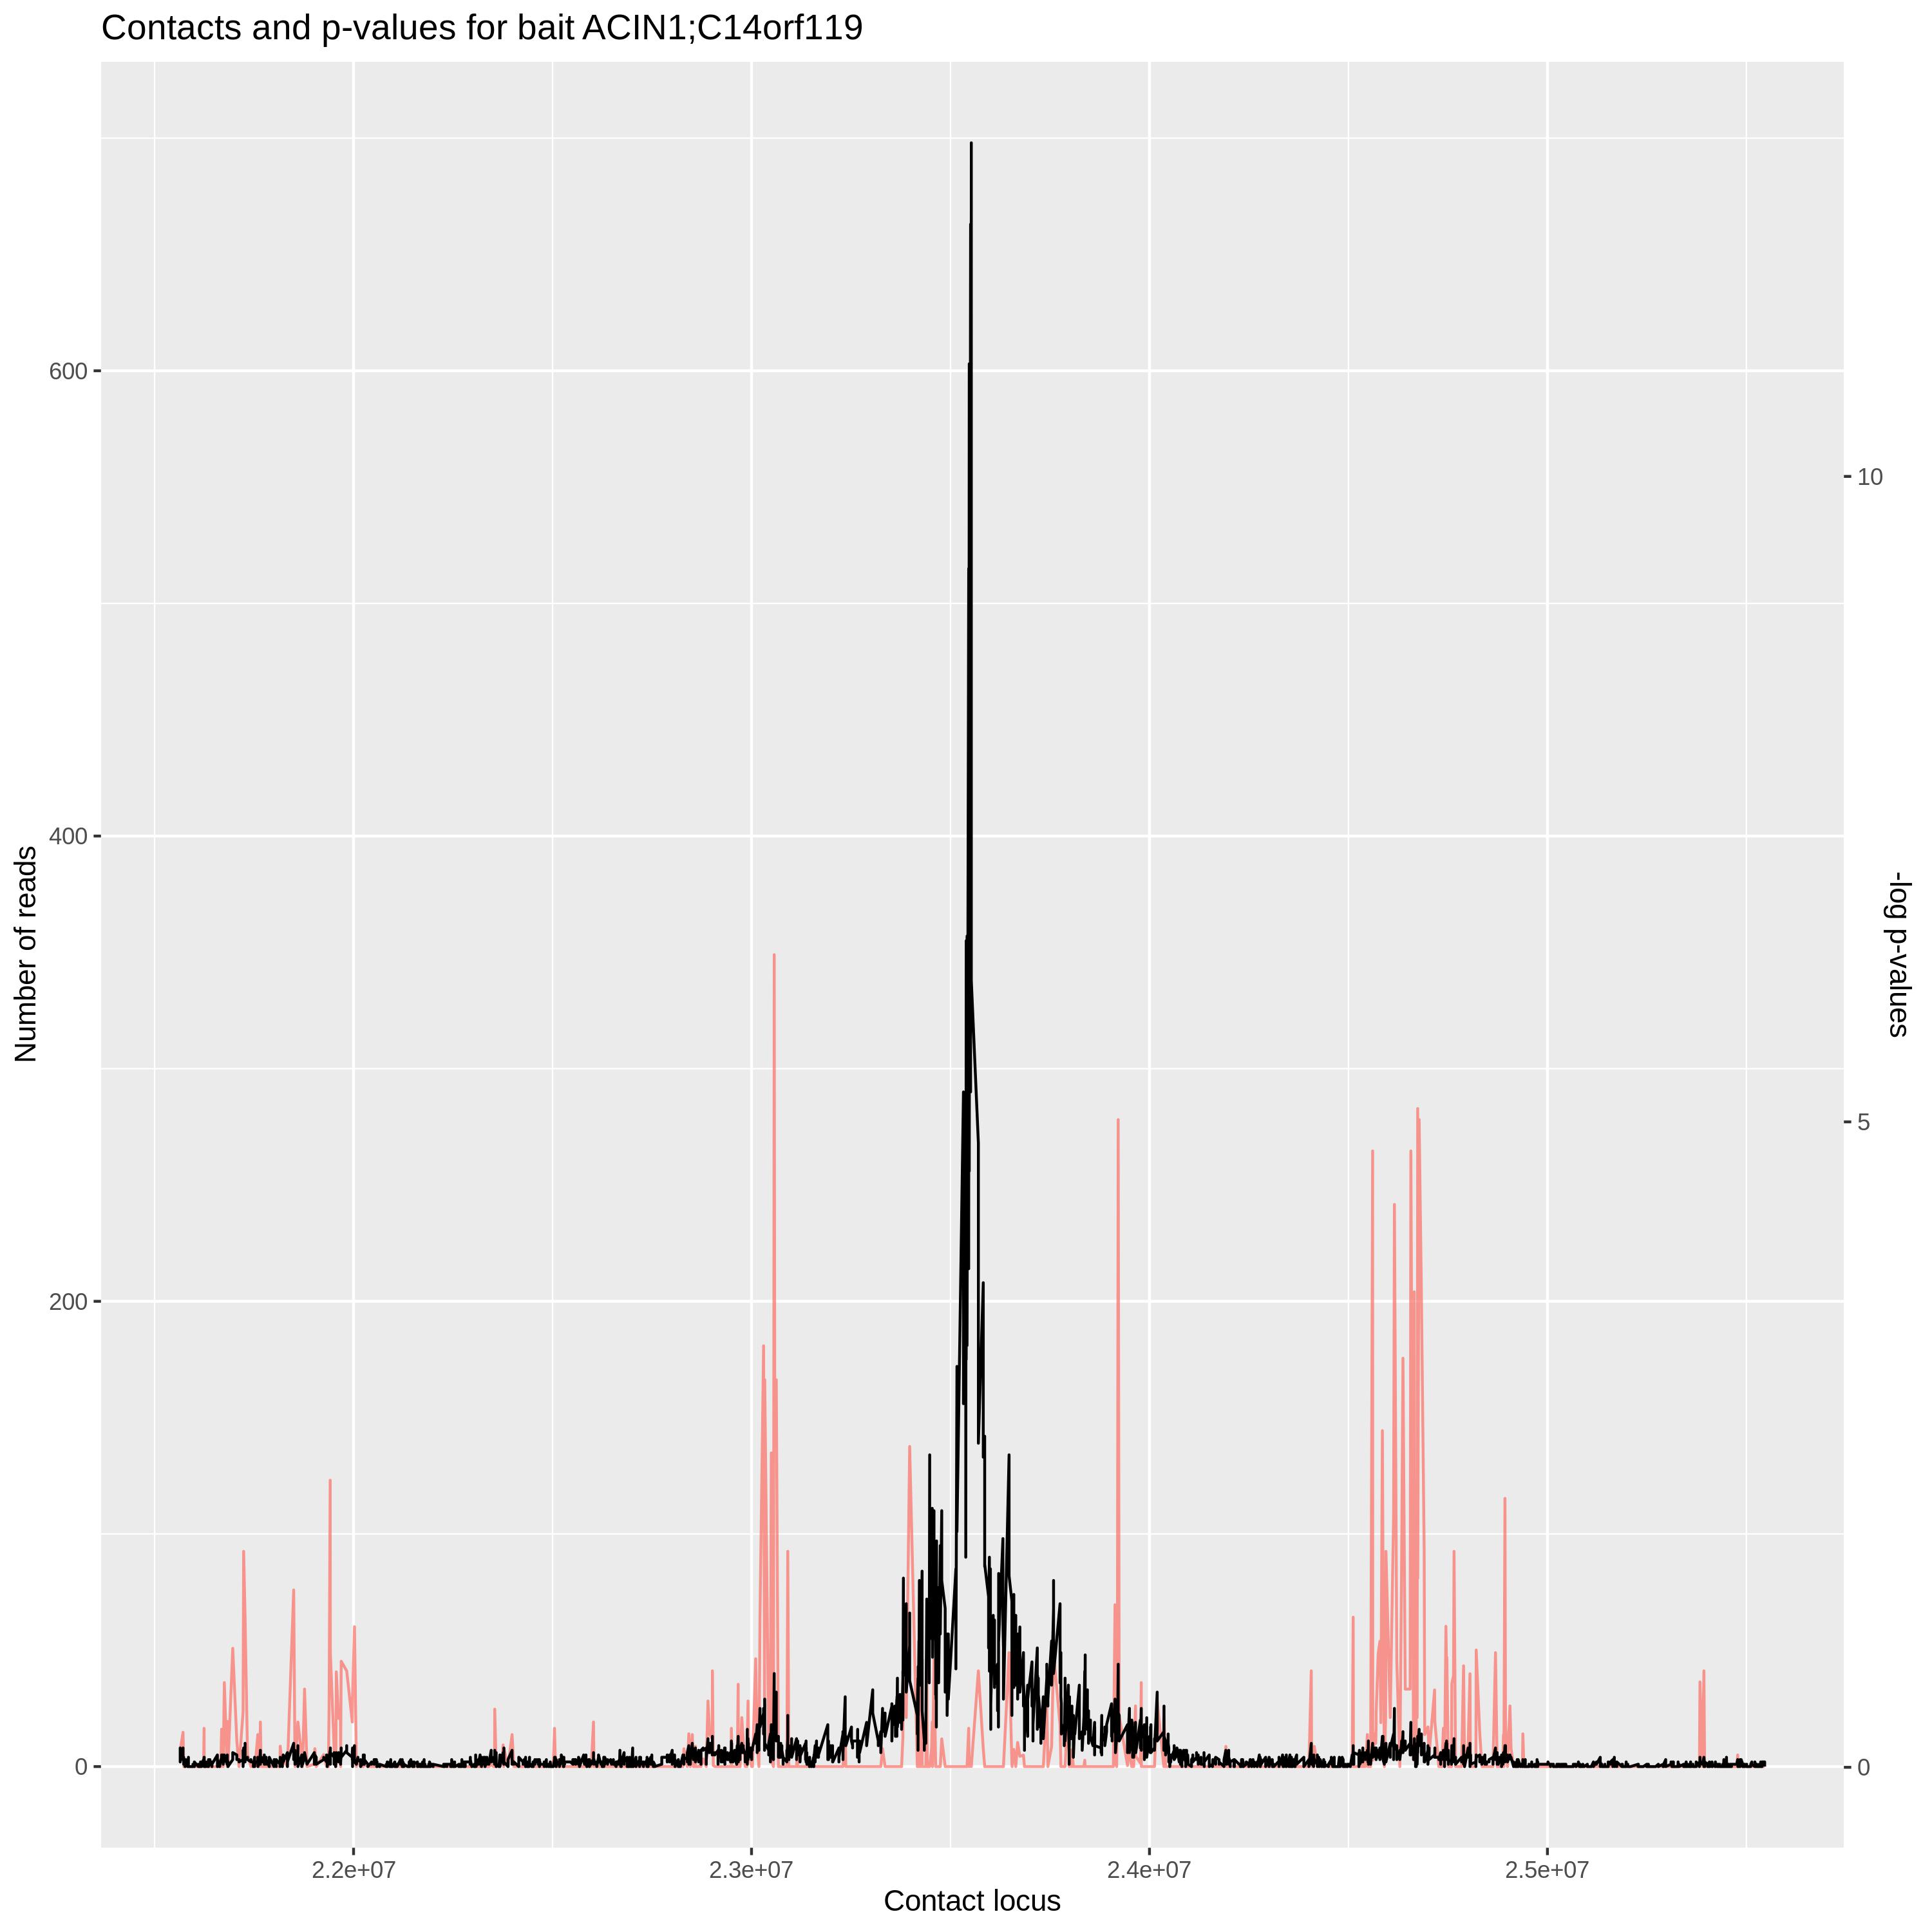 Contacts and p-values for bait ACIN1;C14orf119
600
400
200
0
Number of reads
10
5
0
-log p-values
2.2e+07
2.3e+07
2.4e+07
2.5e+07
Contact locus